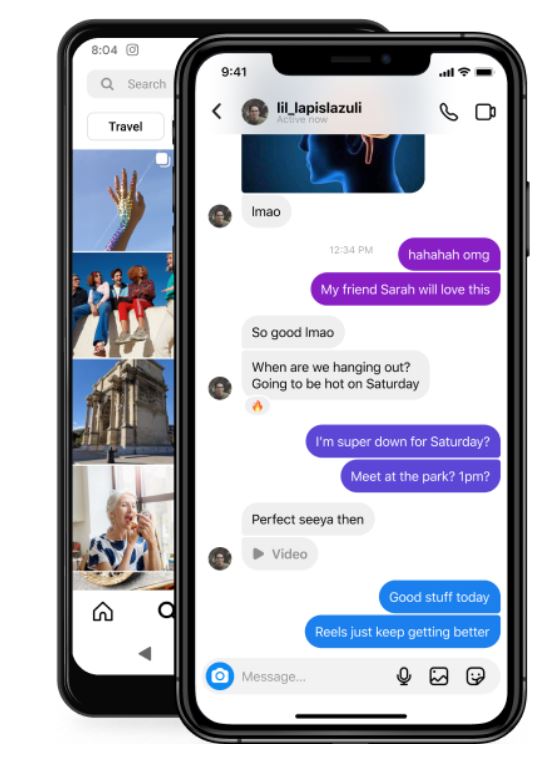 8:04
Search
Travel
9:41
lil_lapislazuli
Active now
lmao
12:34 PM
hahahah omg
My friend Sarah will love this
So good lmao
When are we hanging out?
Going to be hot on Saturday
🔥
I'm super down for Saturday?
Meet at the park? 1pm?
Perfect seeya then
Video
Good stuff today
Reels just keep getting better
Message...